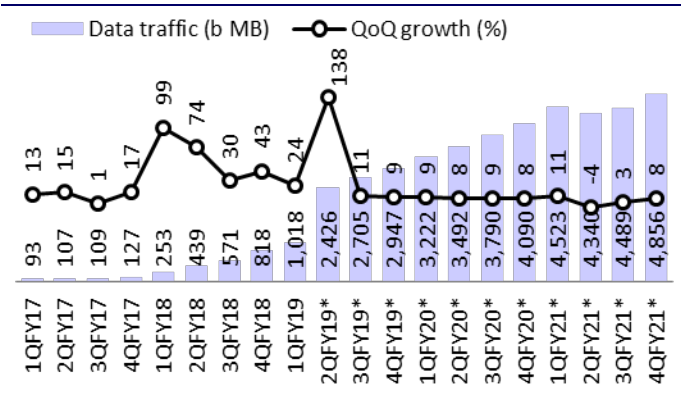 Data traffic (b MB) QoQ growth (%)
13 15 1 17 99 74 30 43 24 138 11 9 9 8 9 8 11 -4 3 8
93 107 109 127 253 439 571 818 1,018 2,426 2,705 2,947 3,222 3,492 3,790 4,090 4,523 4,340 4,489 4,856
1QFY17 2QFY17 3QFY17 4QFY17 1QFY18 2QFY18 3QFY18 4QFY18 1QFY19 2QFY19* 3QFY19* 4QFY19* 1QFY20* 2QFY20* 3QFY20* 4QFY20* 1QFY21* 2QFY21* 3QFY21* 4QFY21*